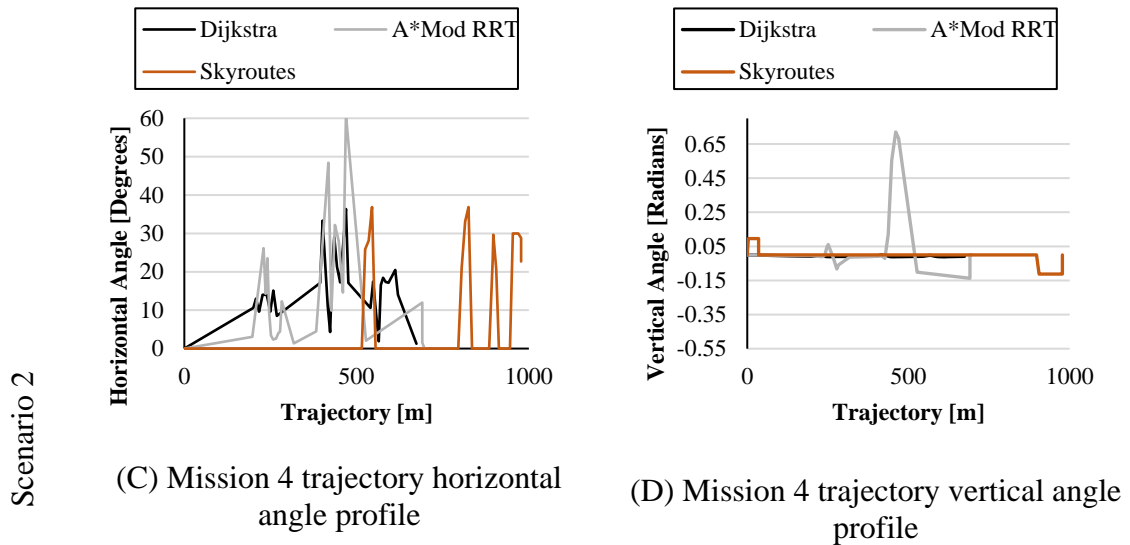 Dijkstra
A*Mod RRT
Skyroutes
60
50
40
30
20
10
0
Horizontal Angle [Degrees]
0
500
1000
Trajectory [m]
(C) Mission 4 trajectory horizontal
angle profile
Dijkstra
A*Mod RRT
Skyroutes
0.65
0.45
0.25
0.05
-0.15
-0.35
-0.55
Vertical Angle [Radians]
0
500
1000
Trajectory [m]
(D) Mission 4 trajectory vertical angle
profile
Scenario 2